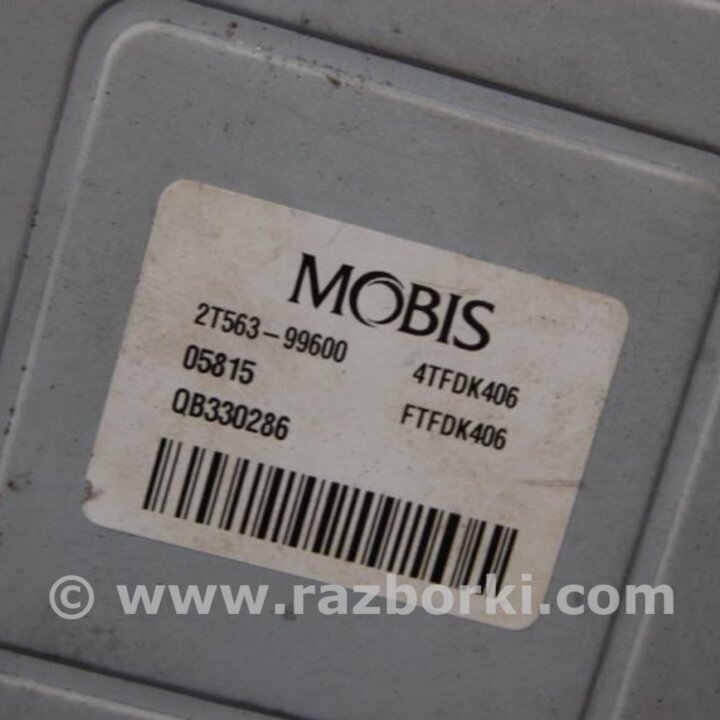 MOBIS
2T563-99600
05815 4TFDK406
QB330286 FTFDK406
© www.razborki.com